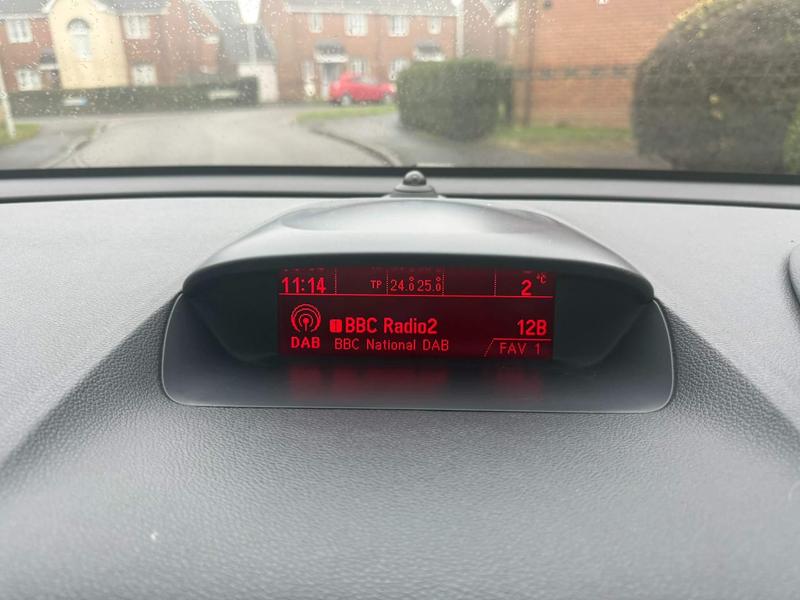 11:14 TP 24.0 25.0 2 °C
BBC Radio2 12B
DAB BBC National DAB FAV 1